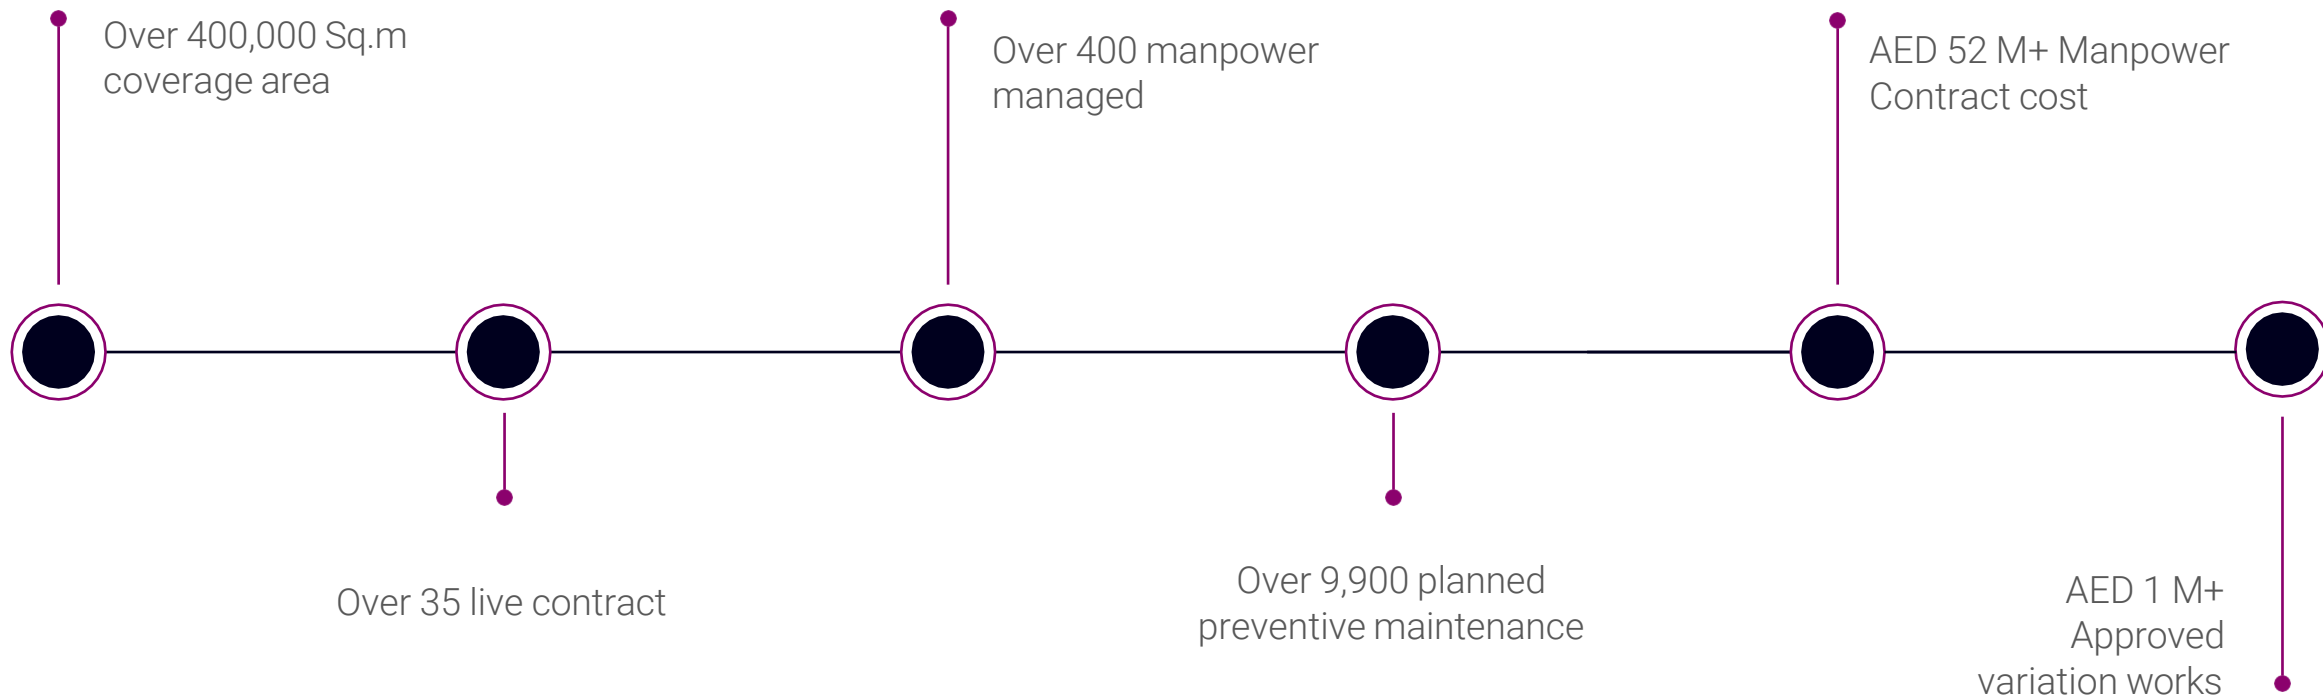 Over 400,000 Sq.m
coverage area
Over 35 live contract
Over 400 manpower
managed
Over 9,900 planned
preventive maintenance
AED 52 M+ Manpower
Contract cost
AED 1 M+
Approved
variation works